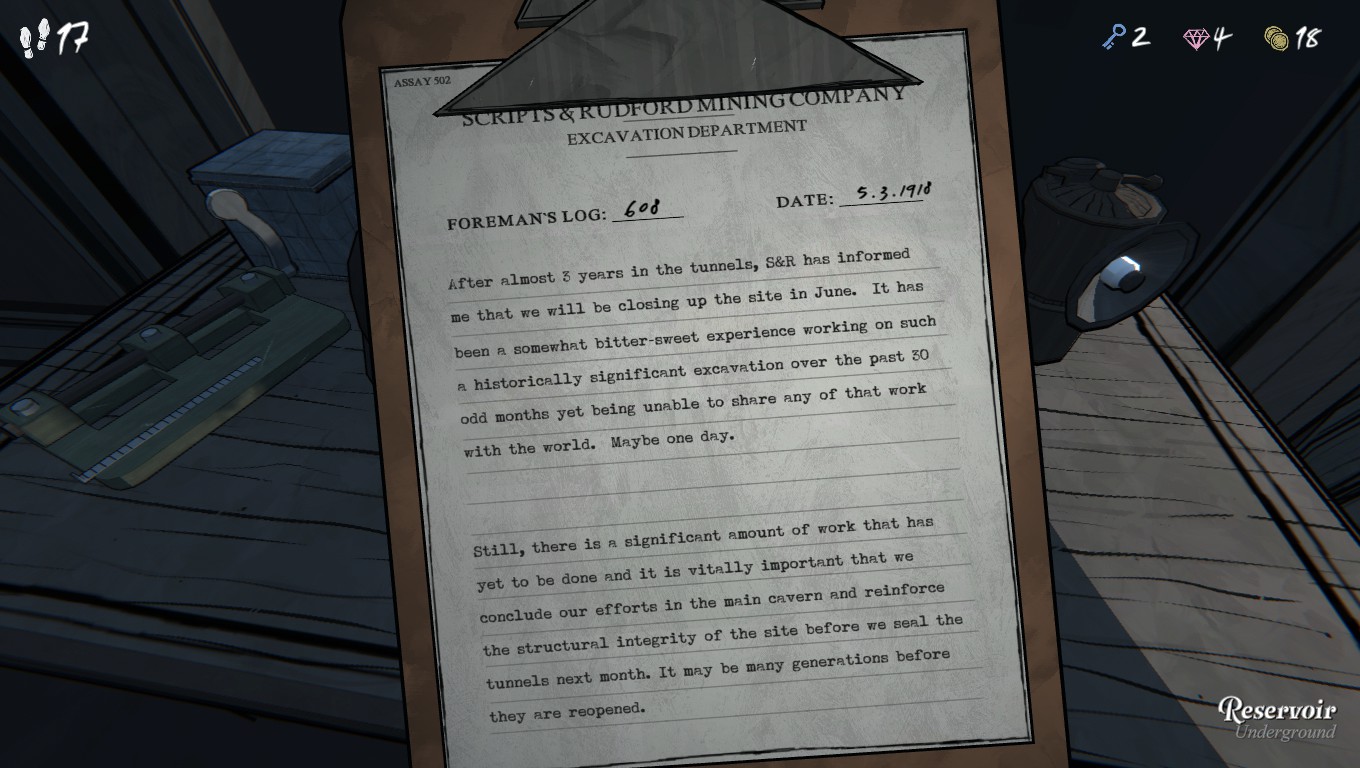 17
2 4 18
ASSAY 502
SCRIPTS & RUDFORD MINING COMPANY
EXCAVATION DEPARTMENT
FOREMAN'S LOG: 608 DATE: 5.3.1918
After almost 3 years in the tunnels, S&R has informed
me that we will be closing up the site in June. It has
been a somewhat bitter-sweet experience working on such
a historically significant excavation over the past 30
odd months yet being unable to share any of that work
with the world. Maybe one day.
Still, there is a significant amount of work that has
yet to be done and it is vitally important that we
conclude our efforts in the main cavern and reinforce
the structural integrity of the site before we seal the
tunnels next month. It may be many generations before
they are reopened.
Reservoir
Underground